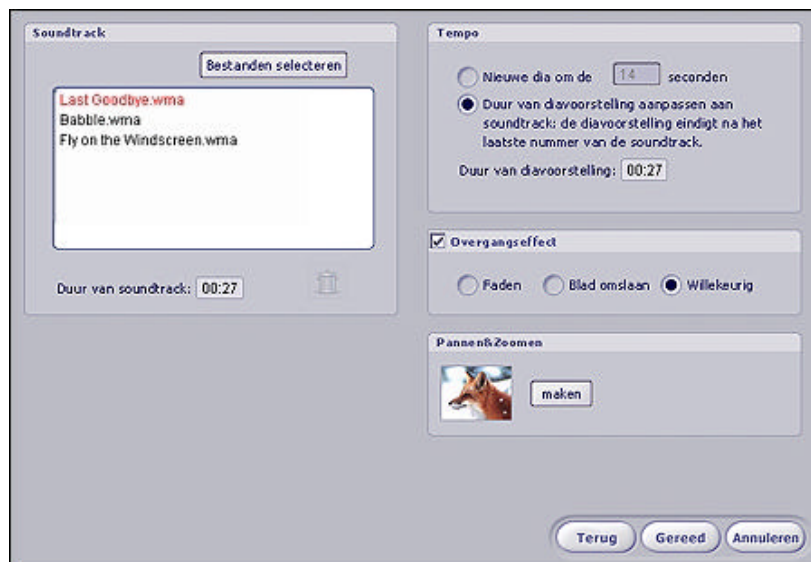 Soundtrack
Bestanden selecteren
Last Goodbye.wma
Babble.wma
Fly on the Windscreen.wma
Duur van soundtrack: 00:27
Tempo
Nieuwe dia om de 14 seconden
Duur van diavoorstelling aanpassen aan
soundtrack: de diavoorstelling eindigt na het
laatste nummer van de soundtrack.
Duur van diavoorstelling: 00:27
Overgangseffect
Faden Blad omslaan Willekeurig
Pannen&Zoomen
maken
Terug Gereed Annuleren